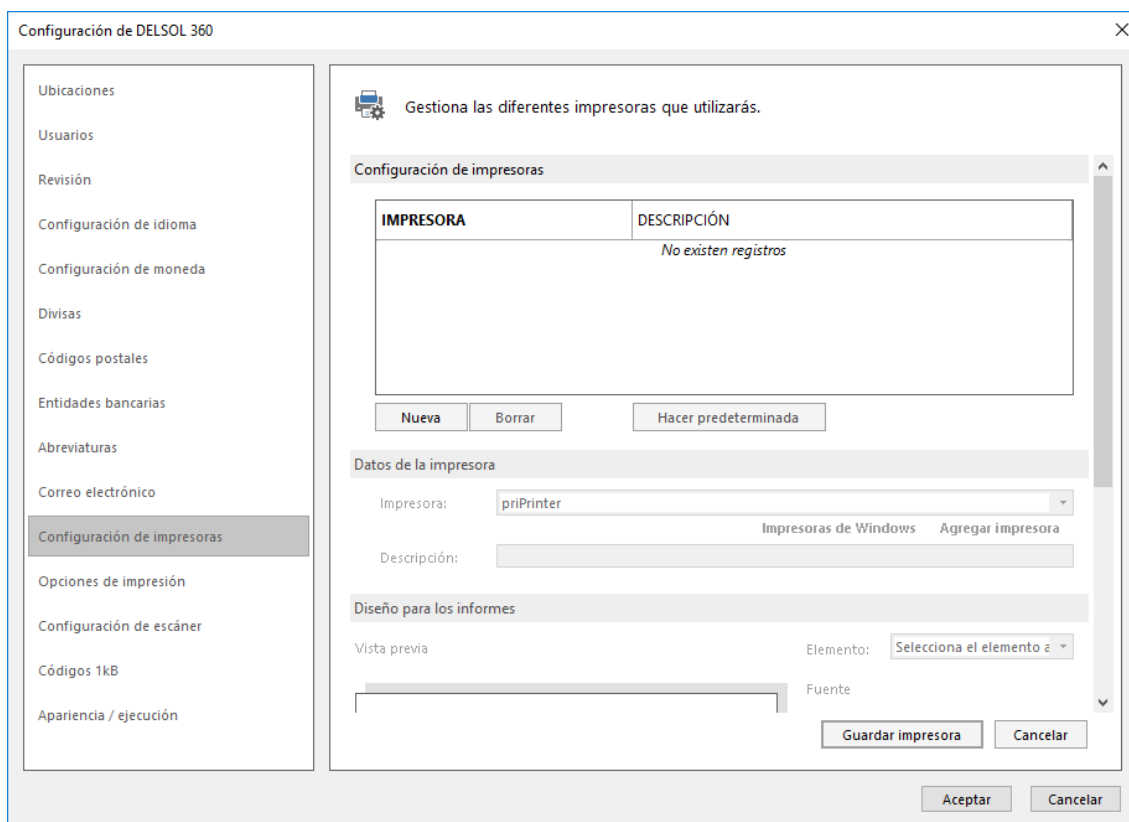 Configuración de DELSOL 360
Ubicaciones
Usuarios
Revisión
Configuración de idioma
Configuración de moneda
Divisas
Códigos postales
Entidades bancarias
Abreviaturas
Correo electrónico
Configuración de impresoras
Opciones de impresión
Configuración de escáner
Códigos 1kB
Apariencia / ejecución
Gestiona las diferentes impresoras que utilizarás.
Configuración de impresoras
IMPRESORA DESCRIPCIÓN
No existen registros
Nueva Borrar Hacer predeterminada
Datos de la impresora
Impresora: priPrinter
Impresoras de Windows Agregar impresora
Descripción:
Diseño para los informes
Vista previa Elemento: Selecciona el elemento a
Fuente
Guardar impresora Cancelar
Aceptar Cancelar